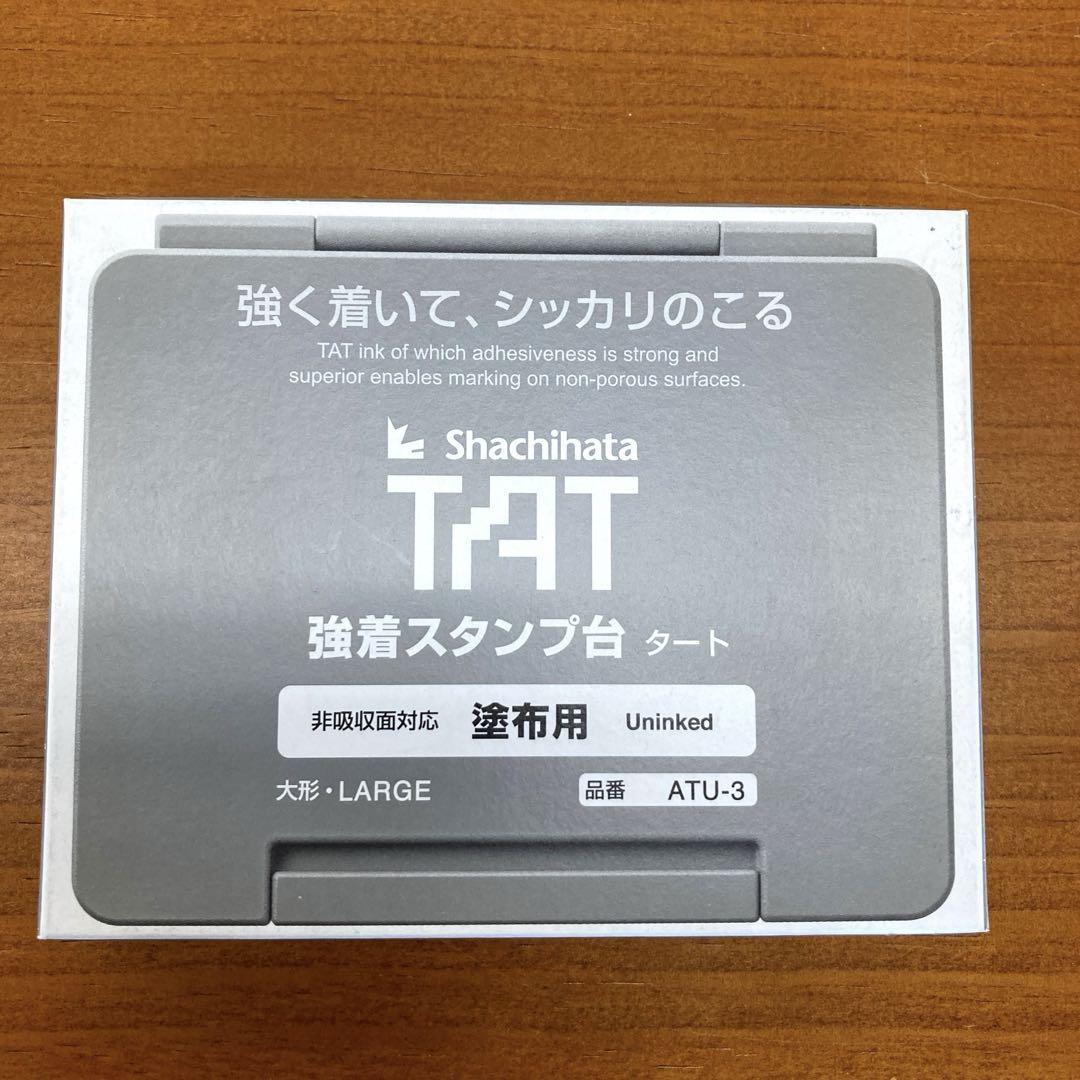 強く着いて、シッカリのこる
TAT ink of which adhesiveness is strong and
superior enables marking on non-porous surfaces.
Shachihata
TAT
強着スタンプ台 タート
非吸収面対応 塗布用 Uninked
大形・LARGE 品番 ATU-3